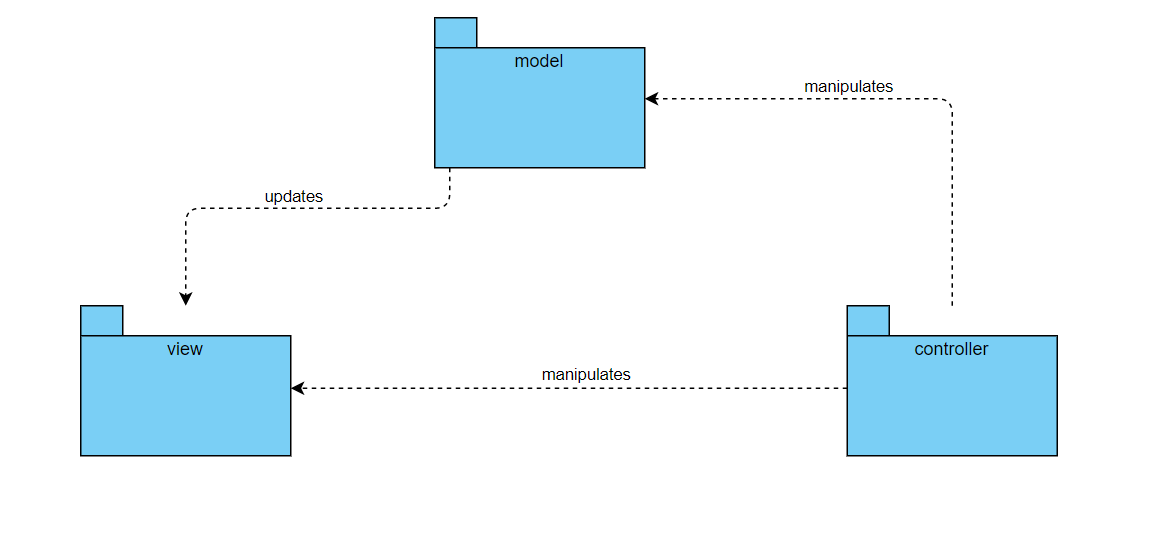 model
manipulates
updates
view
controller
manipulates